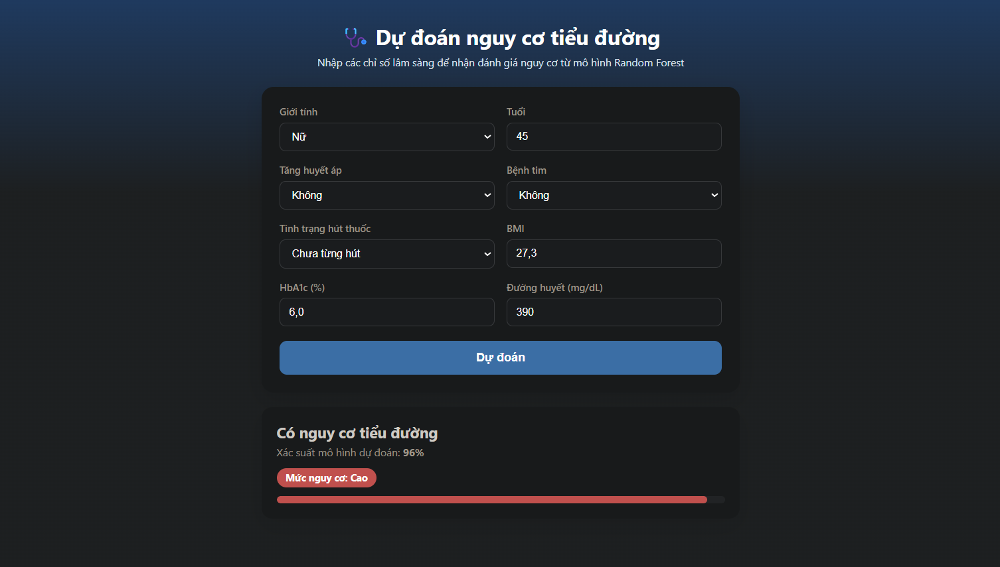 Dự đoán nguy cơ tiểu đường
Nhập các chỉ số lâm sàng để nhận đánh giá nguy cơ từ mô hình Random Forest
Giới tính
Tuổi
Nữ
45
Tăng huyết áp
Bệnh tim
Không
Không
Tình trạng hút thuốc
BMI
Chưa từng hút
27,3
HbA1c (%)
Đường huyết (mg/dL)
6,0
390
Dự đoán
Có nguy cơ tiểu đường
Xác suất mô hình dự đoán: 96%
Mức nguy cơ: Cao